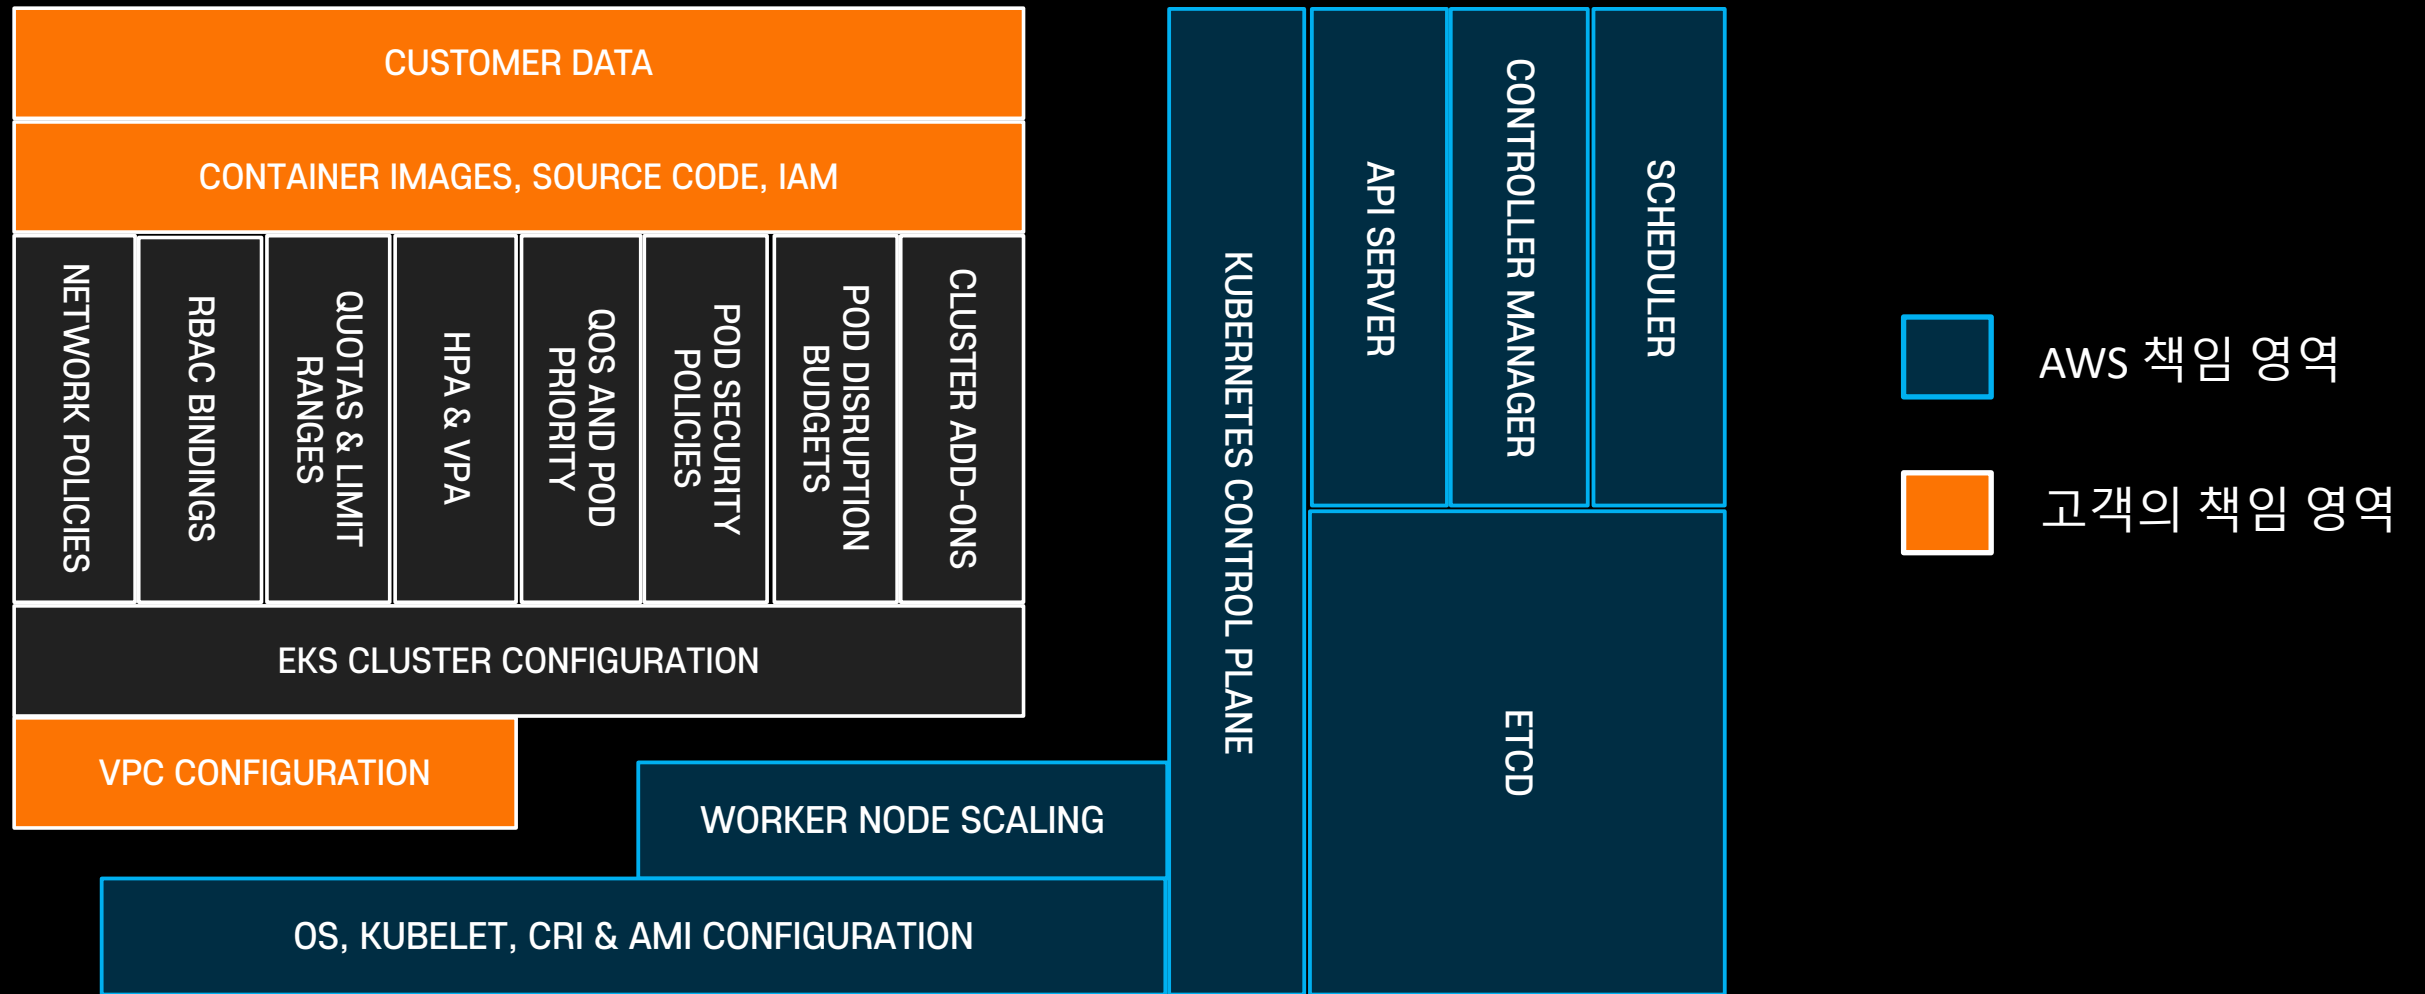 CUSTOMER DATA
CONTAINER IMAGES, SOURCE CODE, IAM
NETWORK POLICIES
RBAC BINDINGS
QUOTAS & LIMIT
RANGES
HPA & VPA
QOS AND POD
PRIORITY
POD SECURITY
POLICIES
POD DISRUPTION
BUDGETS
CLUSTER ADD-ONS
EKS CLUSTER CONFIGURATION
VPC CONFIGURATION
WORKER NODE SCALING
OS, KUBELET, CRI & AMI CONFIGURATION
KUBERNETES CONTROL PLANE
API SERVER
CONTROLLER MANAGER
SCHEDULER
ETCD
AWS 책임 영역
고객의 책임 영역